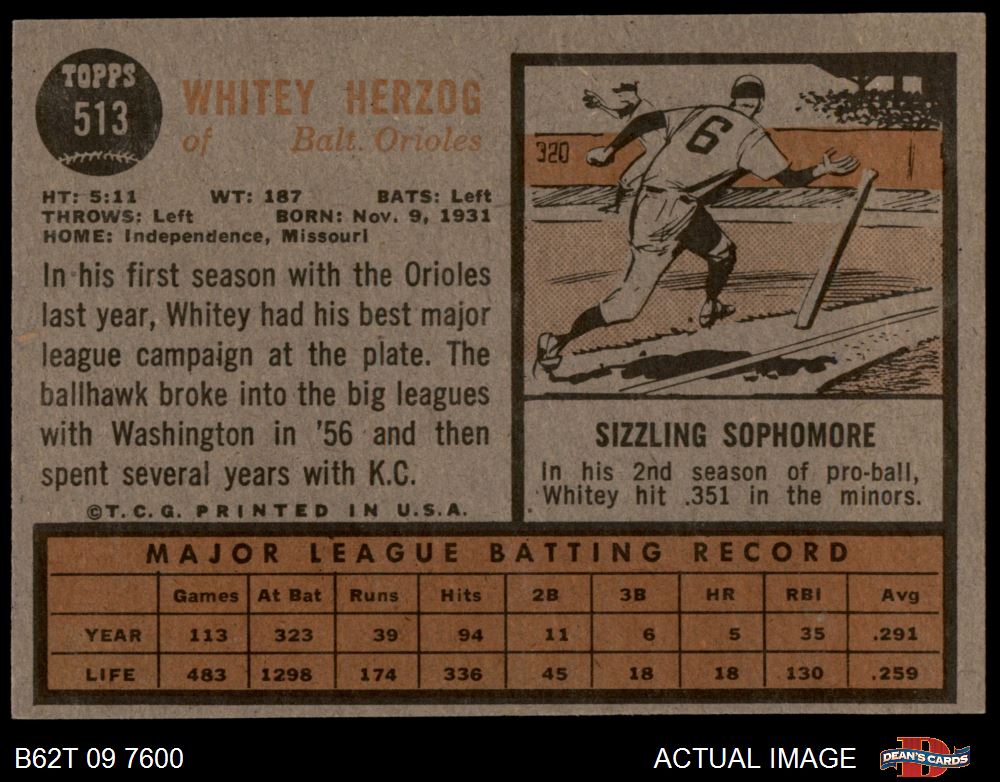 TOPPS
513
WHITEY HERZOG
of Balt. Orioles
HT: 5:11 WT: 187 BATS: Left
THROWS: Left BORN: Nov. 9, 1931
HOME: Independence, Missouri
In his first season with the Orioles
last year, Whitey had his best major
league campaign at the plate. The
ballhawk broke into the big leagues
with Washington in '56 and then
spent several years with K.C.
©T.C.G. PRINTED IN U.S.A.
320
6
SIZZLING SOPHOMORE
In his 2nd season of pro-ball,
Whitey hit .351 in the minors.
MAJOR LEAGUE BATTING RECORD
Games At Bat Runs Hits 2B 3B HR RBI Avg
YEAR 113 323 39 94 11 6 5 35 .291
LIFE 483 1298 174 336 45 18 18 130 .259
B62T 09 7600
ACTUAL IMAGE
D
DEAN'S CARDS